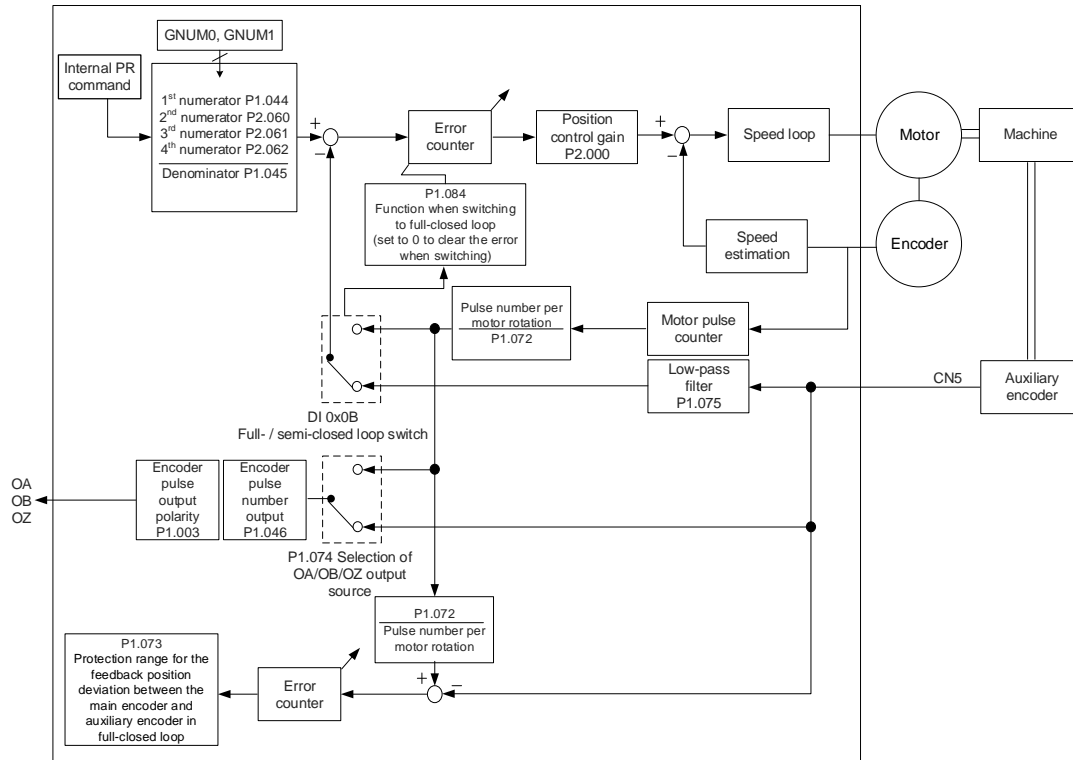 GNUM0, GNUM1
Internal PR
command
1st numerator P1.044
2nd numerator P2.060
3rd numerator P2.061
4th numerator P2.062
Denominator P1.045
+
−
Error
counter
Position
control gain
P2.000
+
−
Speed loop
Motor
Machine
P1.084
Function when switching
to full-closed loop
(set to 0 to clear the error
when switching)
Speed
estimation
Encoder
Pulse number per
motor rotation
P1.072
Motor pulse
counter
Low-pass
filter
P1.075
CN5
Auxiliary
encoder
DI 0x0B
Full- / semi-closed loop switch
OA
OB
OZ
Encoder
pulse
output
polarity
P1.003
Encoder
pulse
number
output
P1.046
P1.074 Selection of
OA/OB/OZ output
source
P1.072
Pulse number per
motor rotation
P1.073
Protection range for the
feedback position
deviation between the
main encoder and
auxiliary encoder in
full-closed loop
Error
counter
+
−